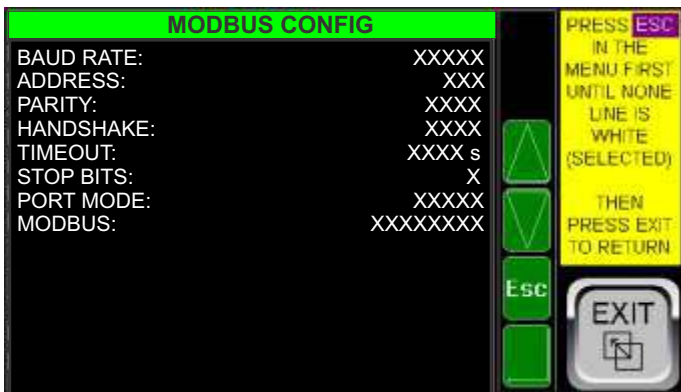 MODBUS CONFIG
BAUD RATE: XXXXX
ADDRESS: XXX
PARITY: XXXX
HANDSHAKE: XXXX
TIMEOUT: XXXX s
STOP BITS: X
PORT MODE: XXXXX
MODBUS: XXXXXXXX
Esc
PRESS ESC
IN THE
MENU FIRST
UNTIL NONE
LINE IS
WHITE
(SELECTED)
THEN
PRESS EXIT
TO RETURN
EXIT